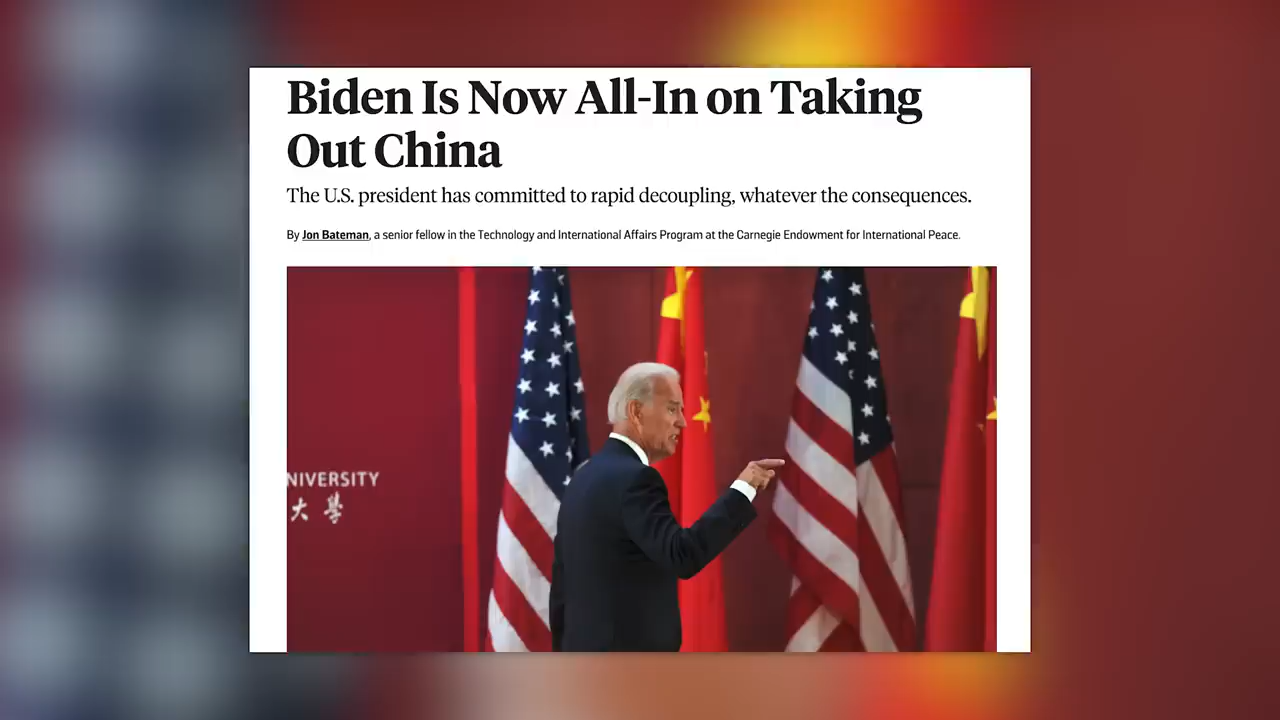 Biden Is Now All-In on Taking
Out China
The U.S. president has committed to rapid decoupling, whatever the consequences.
By Jon Bateman, a senior fellow in the Technology and International Affairs Program at the Carnegie Endowment for International Peace.
NIVERSITY
大學